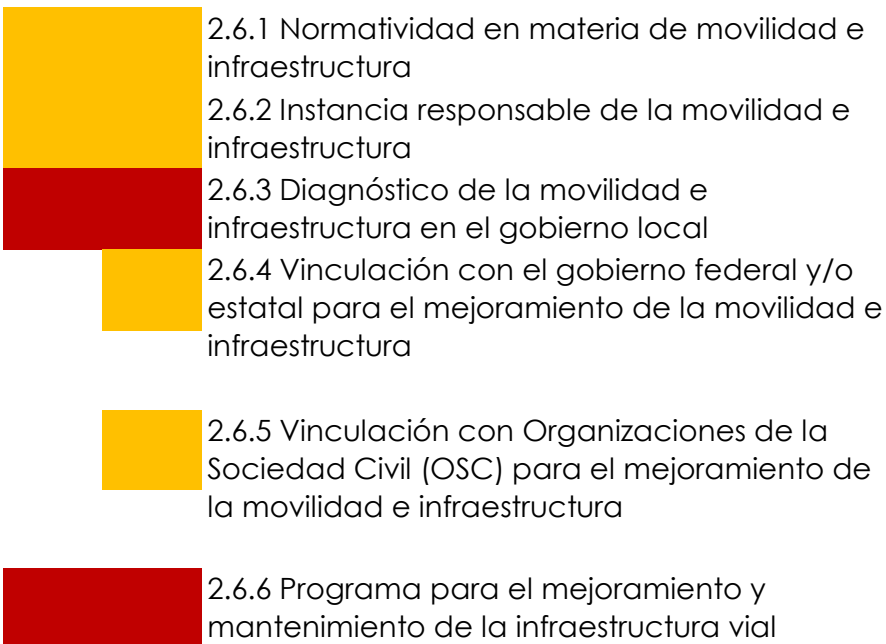 2.6.1 Normatividad en materia de movilidad e
infraestructura
2.6.2 Instancia responsable de la movilidad e
infraestructura
2.6.3 Diagnóstico de la movilidad e
infraestructura en el gobierno local
2.6.4 Vinculación con el gobierno federal y/o
estatal para el mejoramiento de la movilidad e
infraestructura
2.6.5 Vinculación con Organizaciones de la
Sociedad Civil (OSC) para el mejoramiento de
la movilidad e infraestructura
2.6.6 Programa para el mejoramiento y
mantenimiento de la infraestructura vial